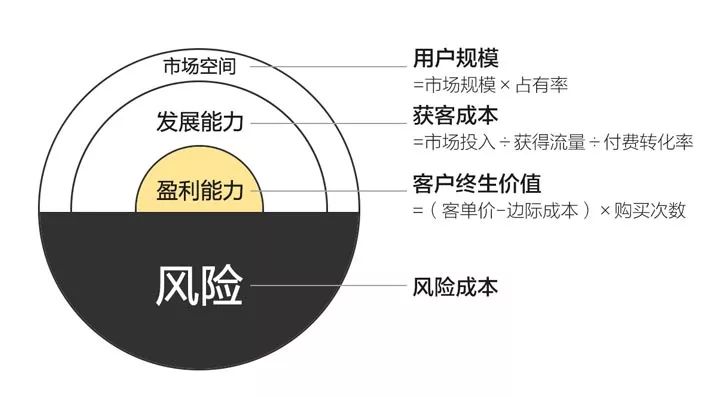 市场空间
用户规模
=市场规模×占有率
发展能力
获客成本
=市场投入÷获得流量÷付费转化率
盈利能力
客户终生价值
=（客单价-边际成本）×购买次数
风险
风险成本